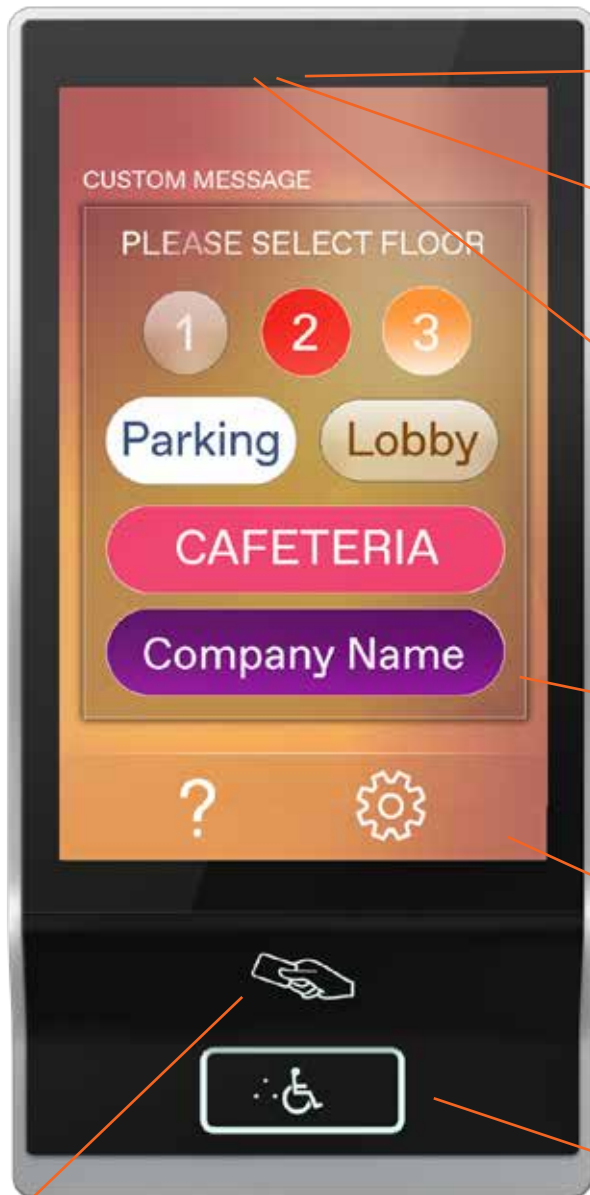 CUSTOM MESSAGE
PLEASE SELECT FLOOR
1 2 3
Parking Lobby
CAFETERIA
Company Name
?